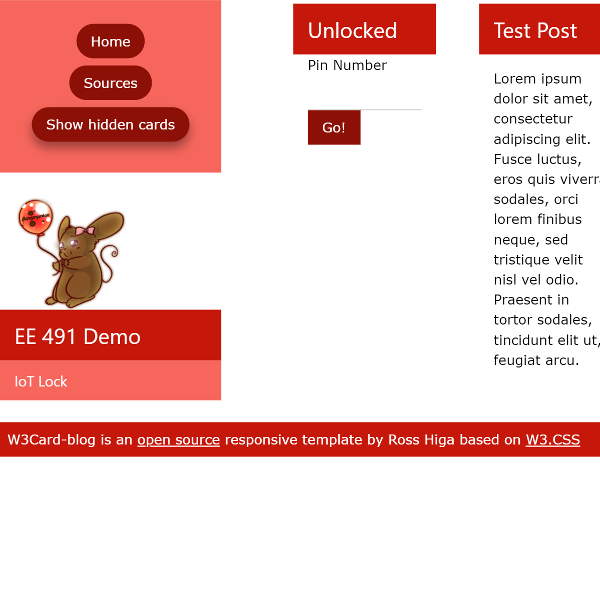 Home
Sources
Show hidden cards
EE 491 Demo
IoT Lock
Unlocked
Pin Number
Go!
Test Post
Lorem ipsum
dolor sit amet,
consectetur
adipiscing elit.
Fusce luctus,
eros quis viverra
sodales, orci
lorem finibus
neque, sed
tristique velit
nisl vel odio.
Praesent in
tortor sodales,
tincidunt elit ut,
feugiat arcu.
W3Card-blog is an open source responsive template by Ross Higa based on W3.CSS